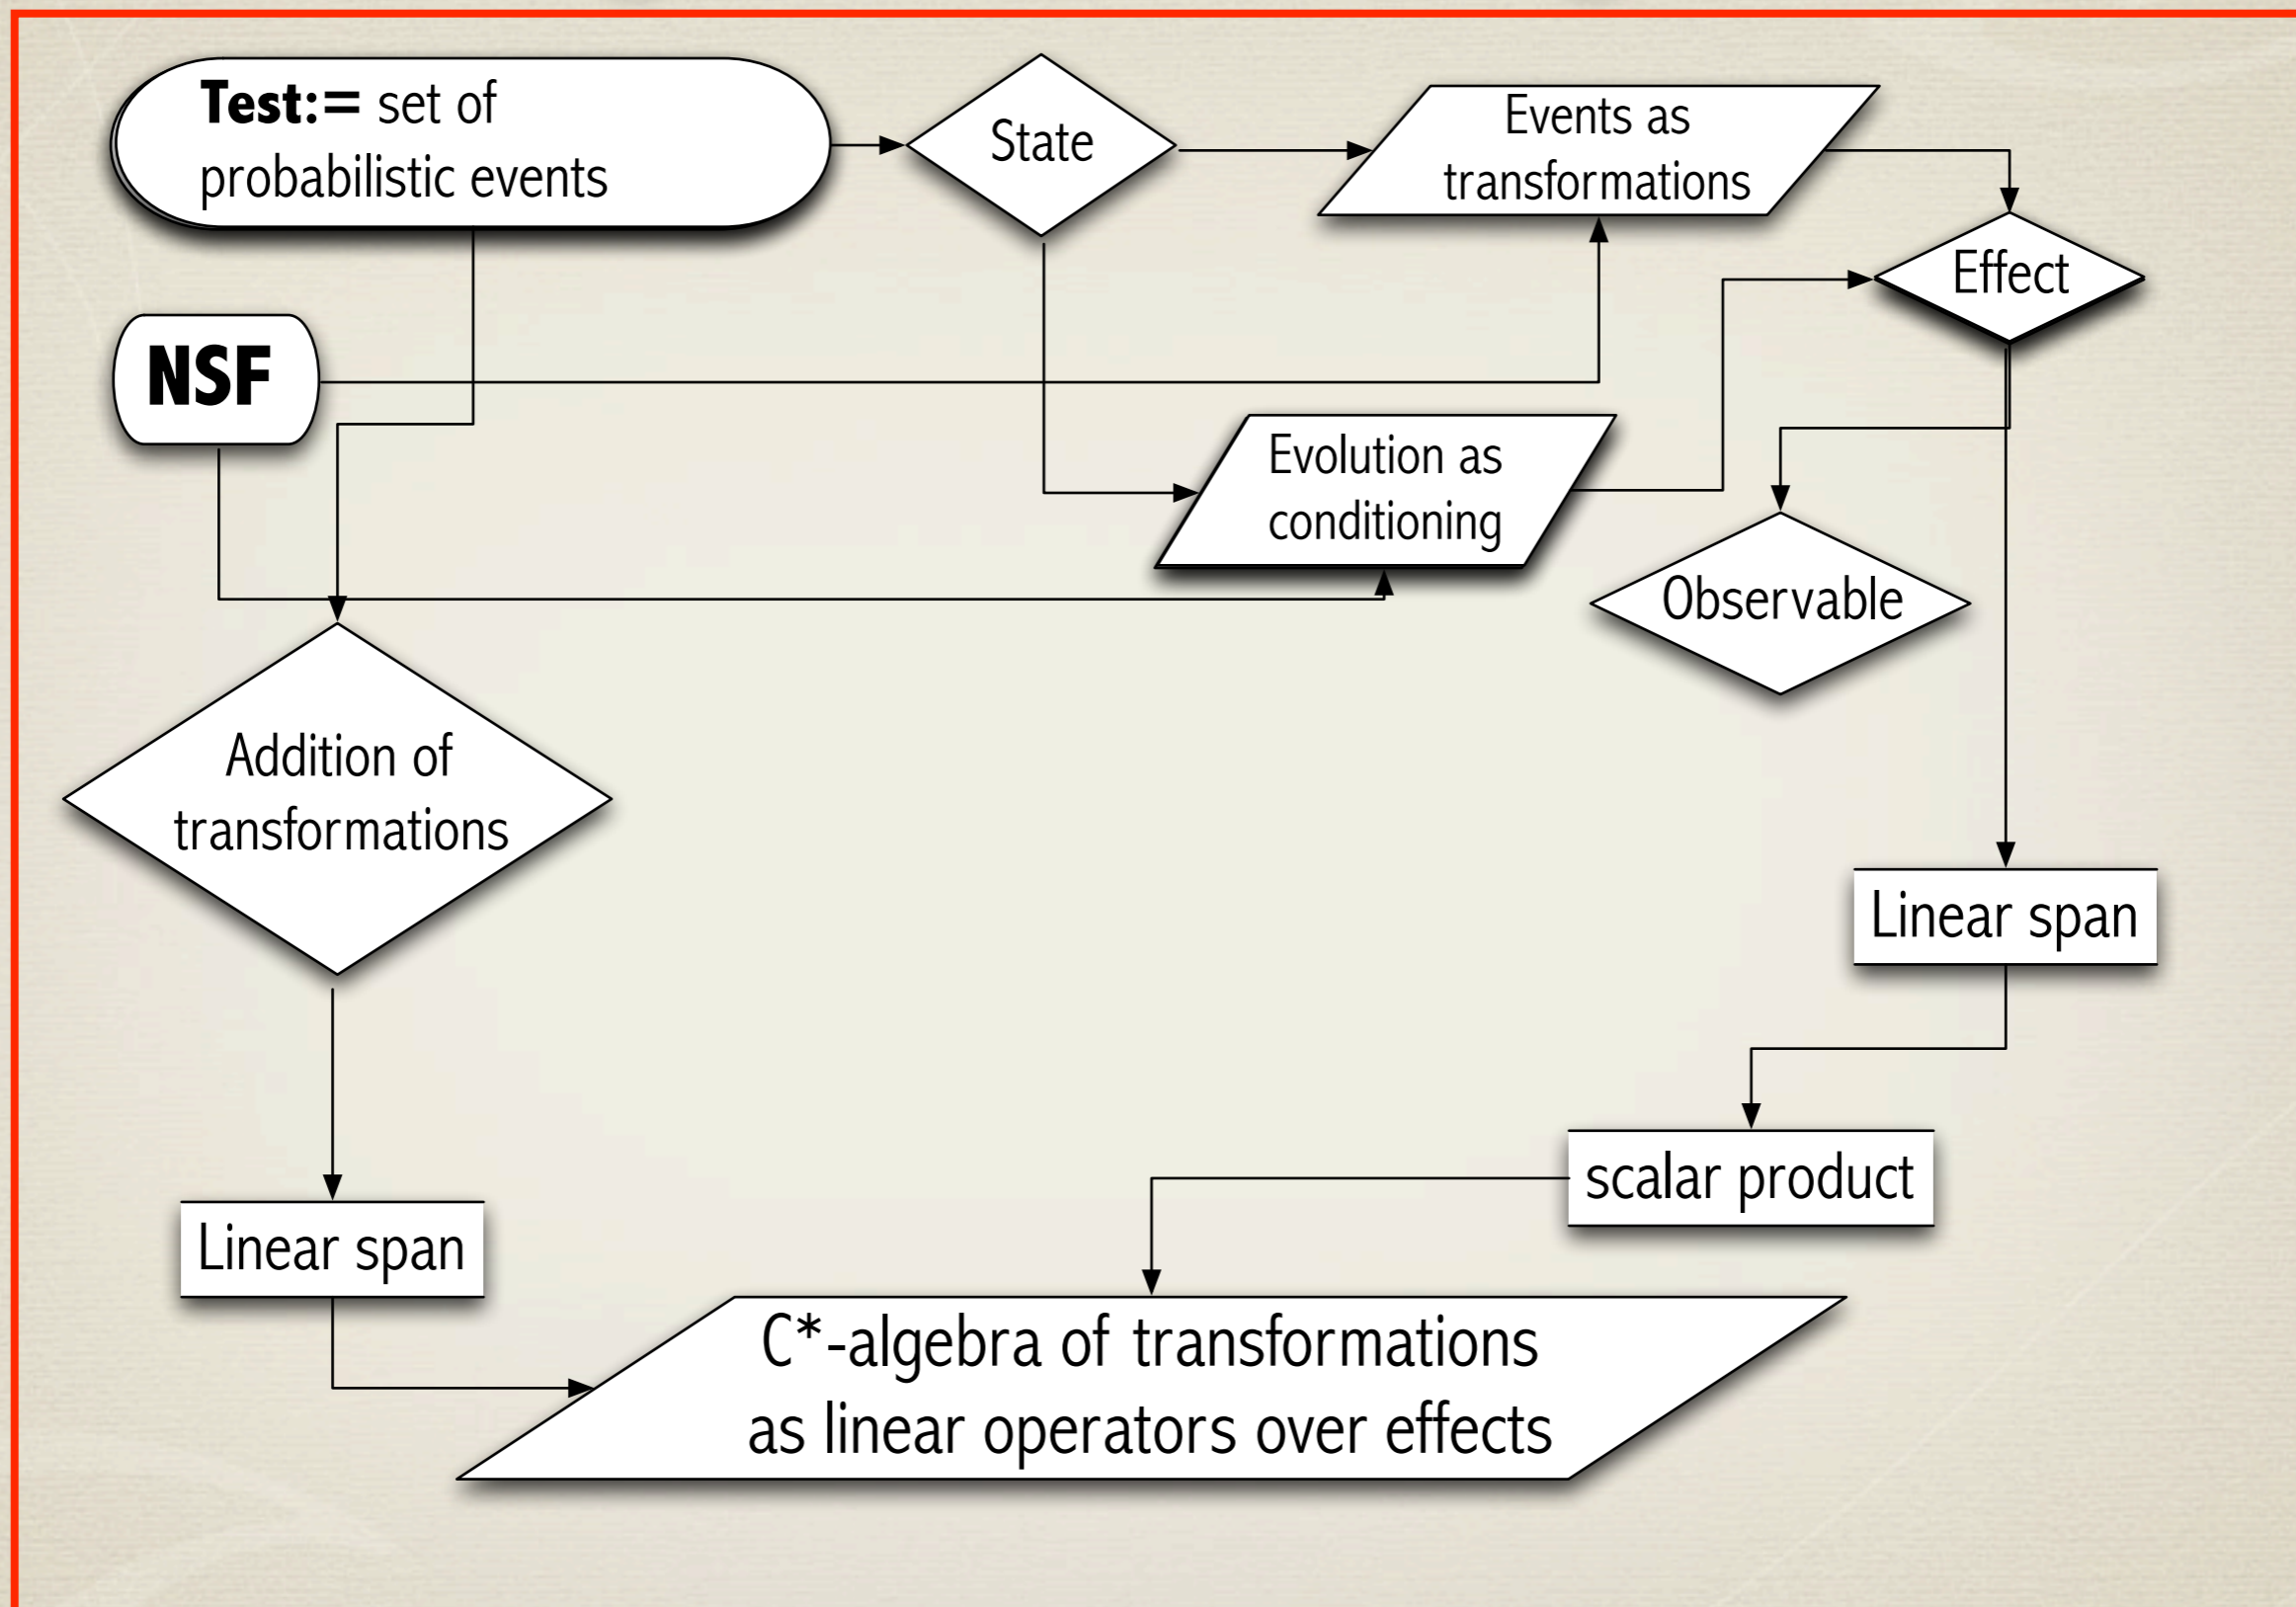 Test:= set of
probabilistic events
State
Events as
transformations
Effect
NSF
Evolution as
conditioning
Observable
Addition of
transformations
Linear span
scalar product
Linear span
C*-algebra of transformations
as linear operators over effects